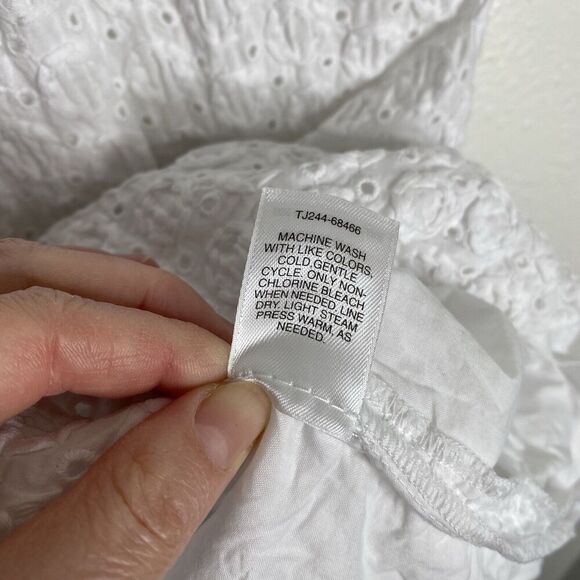 TJ244-68466
MACHINE WASH
WITH LIKE COLORS,
COLD,GENTLE
CYCLE. ONLY NON-
CHLORINE BLEACH
WHEN NEEDED. LINE
DRY. LIGHT STEAM
PRESS WARM. AS
NEEDED.